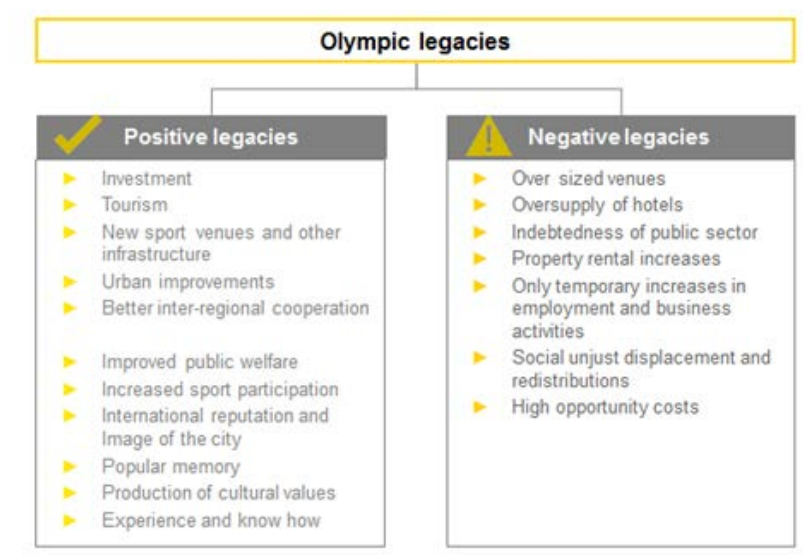 Olympic legacies
Positive legacies
Investment
Tourism
New sport venues and other
infrastructure
Urban improvements
Better inter-regional cooperation
Improved public welfare
Increased sport participation
International reputation and
Image of the city
Popular memory
Production of cultural values
Experience and know how
Negative legacies
Over sized venues
Oversupply of hotels
Indebtedness of public sector
Property rental increases
Only temporary increases in
employment and business
activities
Social unjust displacement and
redistributions
High opportunity costs